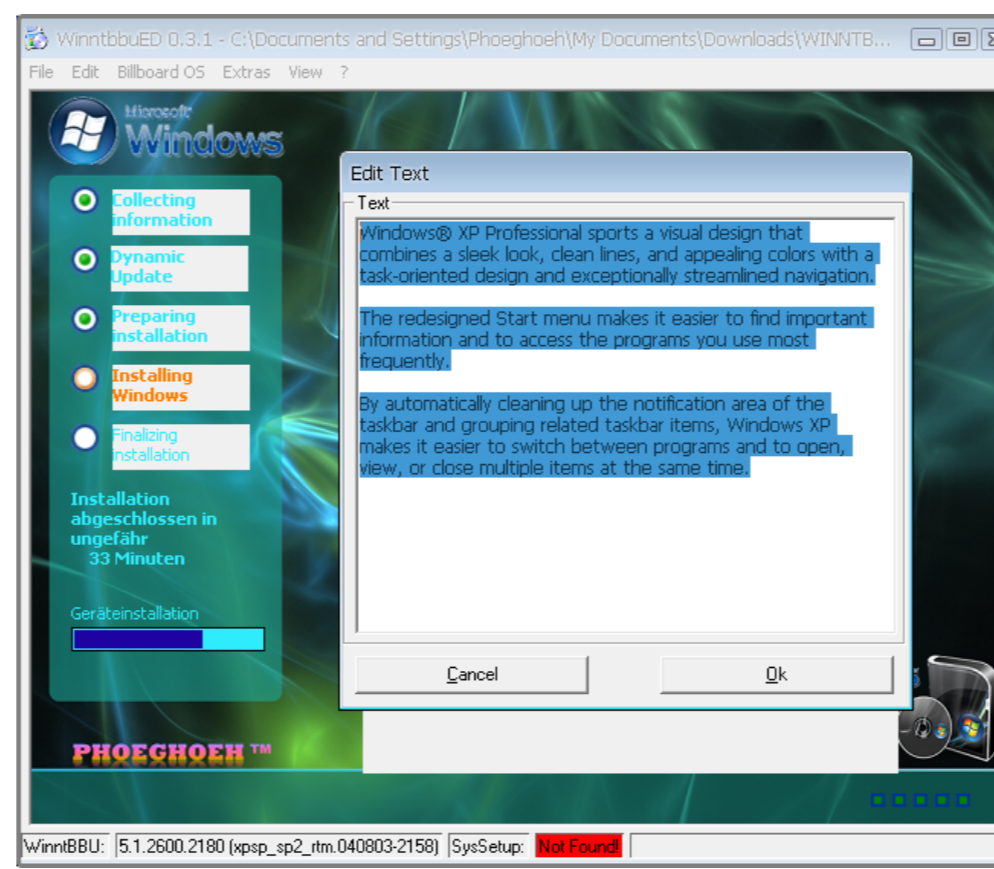 WinntbbuED 0.3.1 - C:\Documents and Settings\Phoeghoeh\My Documents\Downloads\WINNTB...
File Edit Billboard OS Extras View ?
Microsoft
Windows
Collecting
information
Dynamic
Update
Preparing
installation
Installing
Windows
Finalizing
installation
Installation
abgeschlossen in
ungefähr
33 Minuten
Geräteinstallation
PHOEGHOEH ™
Edit Text
Text
Windows® XP Professional sports a visual design that
combines a sleek look, clean lines, and appealing colors with a
task-oriented design and exceptionally streamlined navigation.
The redesigned Start menu makes it easier to find important
information and to access the programs you use most
frequently.
By automatically cleaning up the notification area of the
taskbar and grouping related taskbar items, Windows XP
makes it easier to switch between programs and to open,
view, or close multiple items at the same time.
Cancel
Ok
WinntBBU: 5.1.2600.2180 (xpsp_sp2_rtm.040803-2158) SysSetup: Not Found!